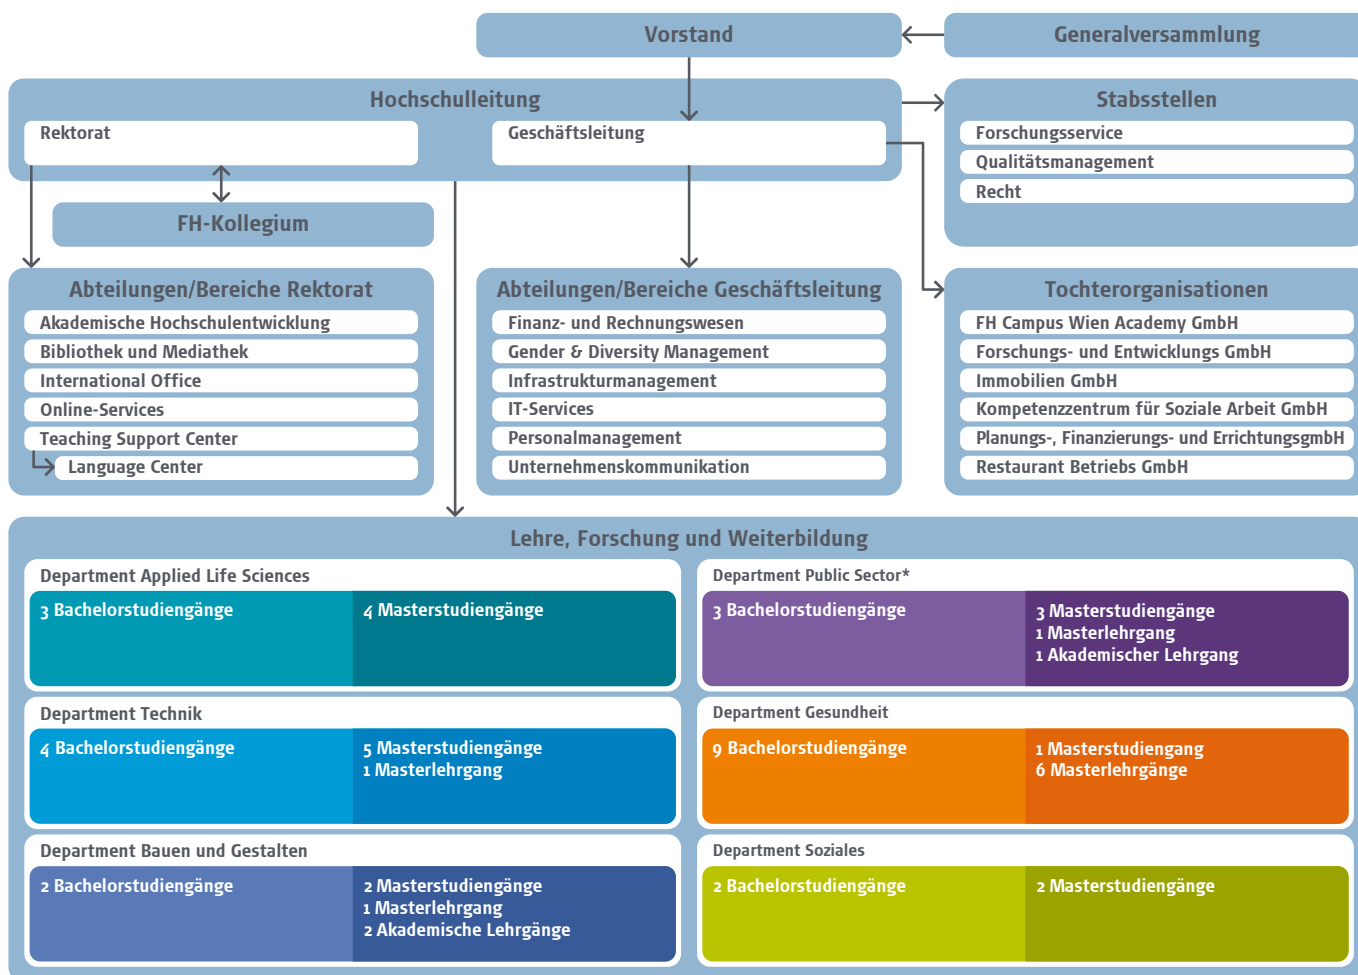 Vorstand
Generalversammlung
Hochschulleitung
Rektorat
Geschäftsleitung
Stabsstellen
Forschungsservice
Qualitätsmanagement
Recht
FH-Kollegium
Abteilungen/Bereiche Rektorat
Akademische Hochschulentwicklung
Bibliothek und Mediathek
International Office
Online-Services
Teaching Support Center
Language Center
Abteilungen/Bereiche Geschäftsleitung
Finanz- und Rechnungswesen
Gender & Diversity Management
Infrastrukturmanagement
IT-Services
Personalmanagement
Unternehmenskommunikation
Tochterorganisationen
FH Campus Wien Academy GmbH
Forschungs- und Entwicklungs GmbH
Immobilien GmbH
Kompetenzzentrum für Soziale Arbeit GmbH
Planungs-, Finanzierungs- und ErrichtungsgmbH
Restaurant Betriebs GmbH
Lehre, Forschung und Weiterbildung
Department Applied Life Sciences
3 Bachelorstudiengänge
4 Masterstudiengänge
Department Public Sector*
3 Bachelorstudiengänge
3 Masterstudiengänge
1 Masterlehrgang
1 Akademischer Lehrgang
Department Technik
4 Bachelorstudiengänge
5 Masterstudiengänge
1 Masterlehrgang
Department Gesundheit
9 Bachelorstudiengänge
1 Masterstudiengang
6 Masterlehrgänge
Department Bauen und Gestalten
2 Bachelorstudiengänge
2 Masterstudiengänge
1 Masterlehrgang
2 Akademische Lehrgänge
Department Soziales
2 Bachelorstudiengänge
2 Masterstudiengänge